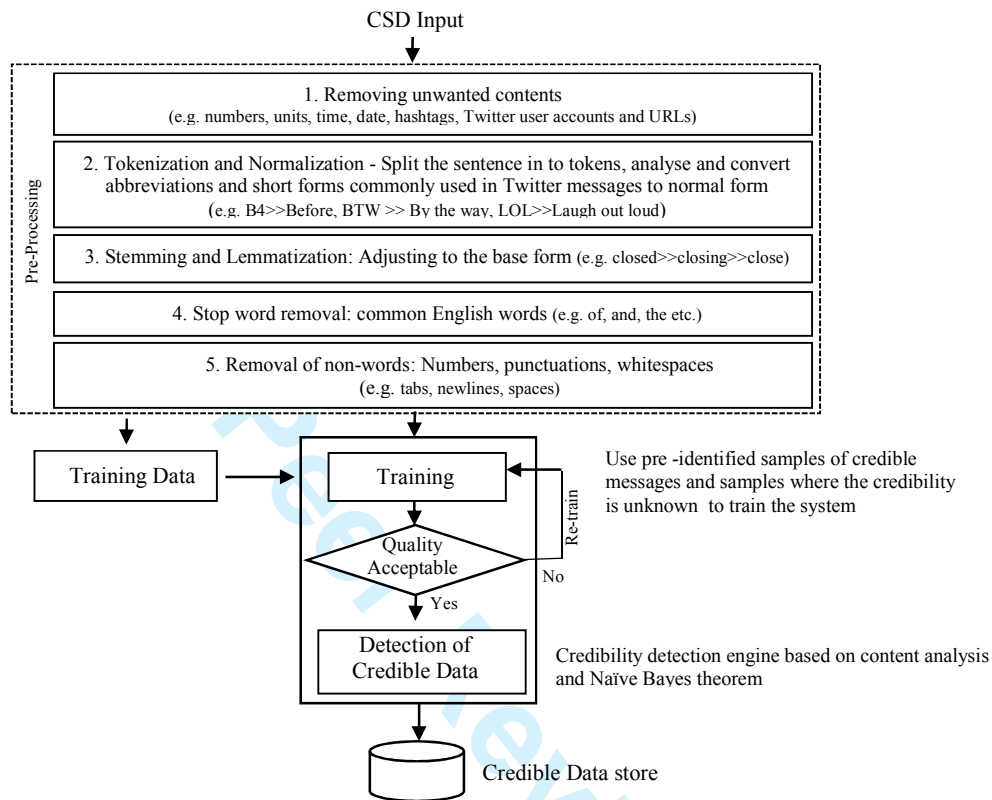 CSD Input
Pre-Processing
1. Removing unwanted contents
(e.g. numbers, units, time, date, hashtags, Twitter user accounts and URLs)
2. Tokenization and Normalization - Split the sentence in to tokens, analyse and convert
abbreviations and short forms commonly used in Twitter messages to normal form
(e.g. B4>>Before, BTW >> By the way, LOL>>Laugh out loud)
3. Stemming and Lemmatization: Adjusting to the base form (e.g. closed>>closing>>close)
4. Stop word removal: common English words (e.g. of, and, the etc.)
5. Removal of non-words: Numbers, punctuations, whitespaces
(e.g. tabs, newlines, spaces)
Training Data
Training
Re-train
Use pre -identified samples of credible
messages and samples where the credibility
is unknown to train the system
Quality
Acceptable
No
Yes
Detection of
Credible Data
Credibility detection engine based on content analysis
and Naïve Bayes theorem
Credible Data store